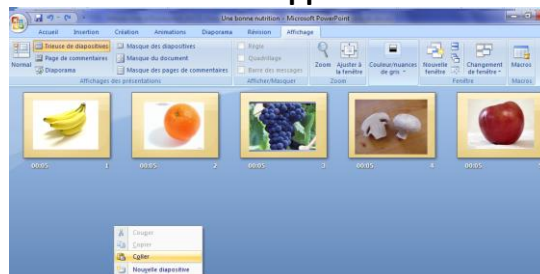 Une bonne nutrition - Microsoft PowerPoint
Accueil Insertion Création Animations Diaporama Révision Affichage
Normal
Trieuse de diapositives
Page de commentaires
Diaporama
Masque des diapositives
Masque du document
Masque des pages de commentaires
Affichages des présentations
Règle
Quadrillage
Barre des messages
Afficher/Masquer
Zoom
Ajuster à la fenêtre
Zoom
Couleur/nuances de gris
Nouvelle fenêtre
Changement de fenêtre
Fenêtre
Macros
Macros
00:05 1
00:05 2
00:05 3
00:05 4
00:05
Couper
Copier
Coller
Nouvelle diapositive